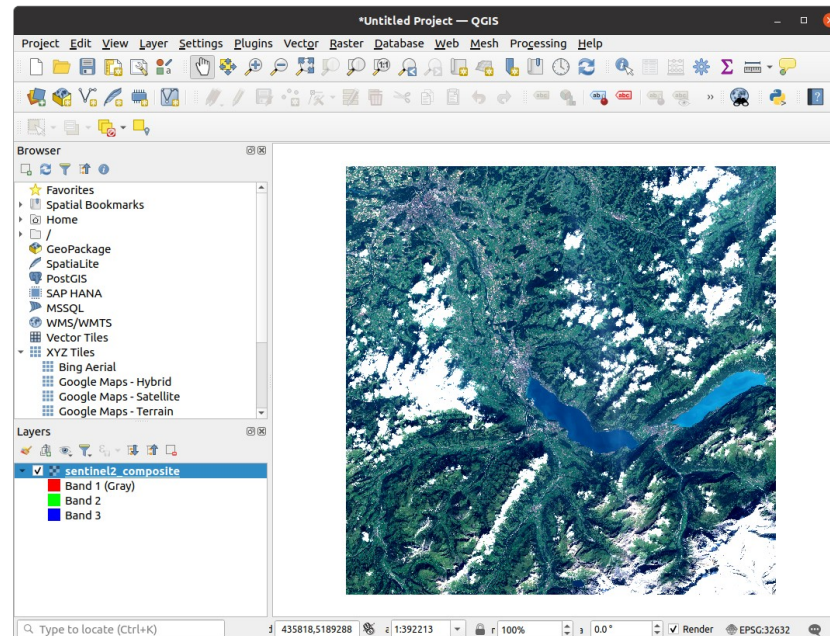 *Untitled Project — QGIS
Project Edit View Layer Settings Plugins Vector Raster Database Web Mesh Processing Help
Browser
Favorites
Spatial Bookmarks
Home
/
GeoPackage
SpatiaLite
PostGIS
SAP HANA
MSSQL
WMS/WMTS
Vector Tiles
XYZ Tiles
Bing Aerial
Google Maps - Hybrid
Google Maps - Satellite
Google Maps - Terrain
Layers
sentinel2_composite
Band 1 (Gray)
Band 2
Band 3
Type to locate (Ctrl+K) 435818,5189288 1:392213 100% 0.0° Render EPSG:32632